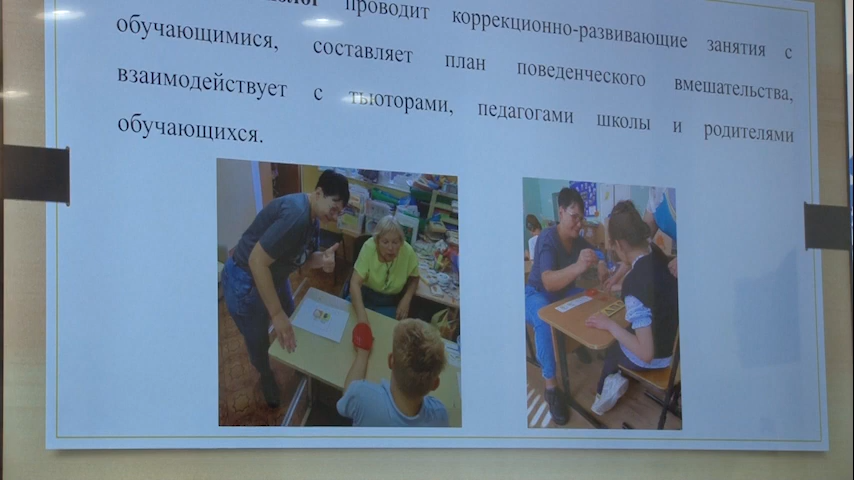 проводит коррекционно-развивающие занятия с
обучающимися, составляет план поведенческого вмешательства,
взаимодействует с тьюторами, педагогами школы и родителями
обучающихся.